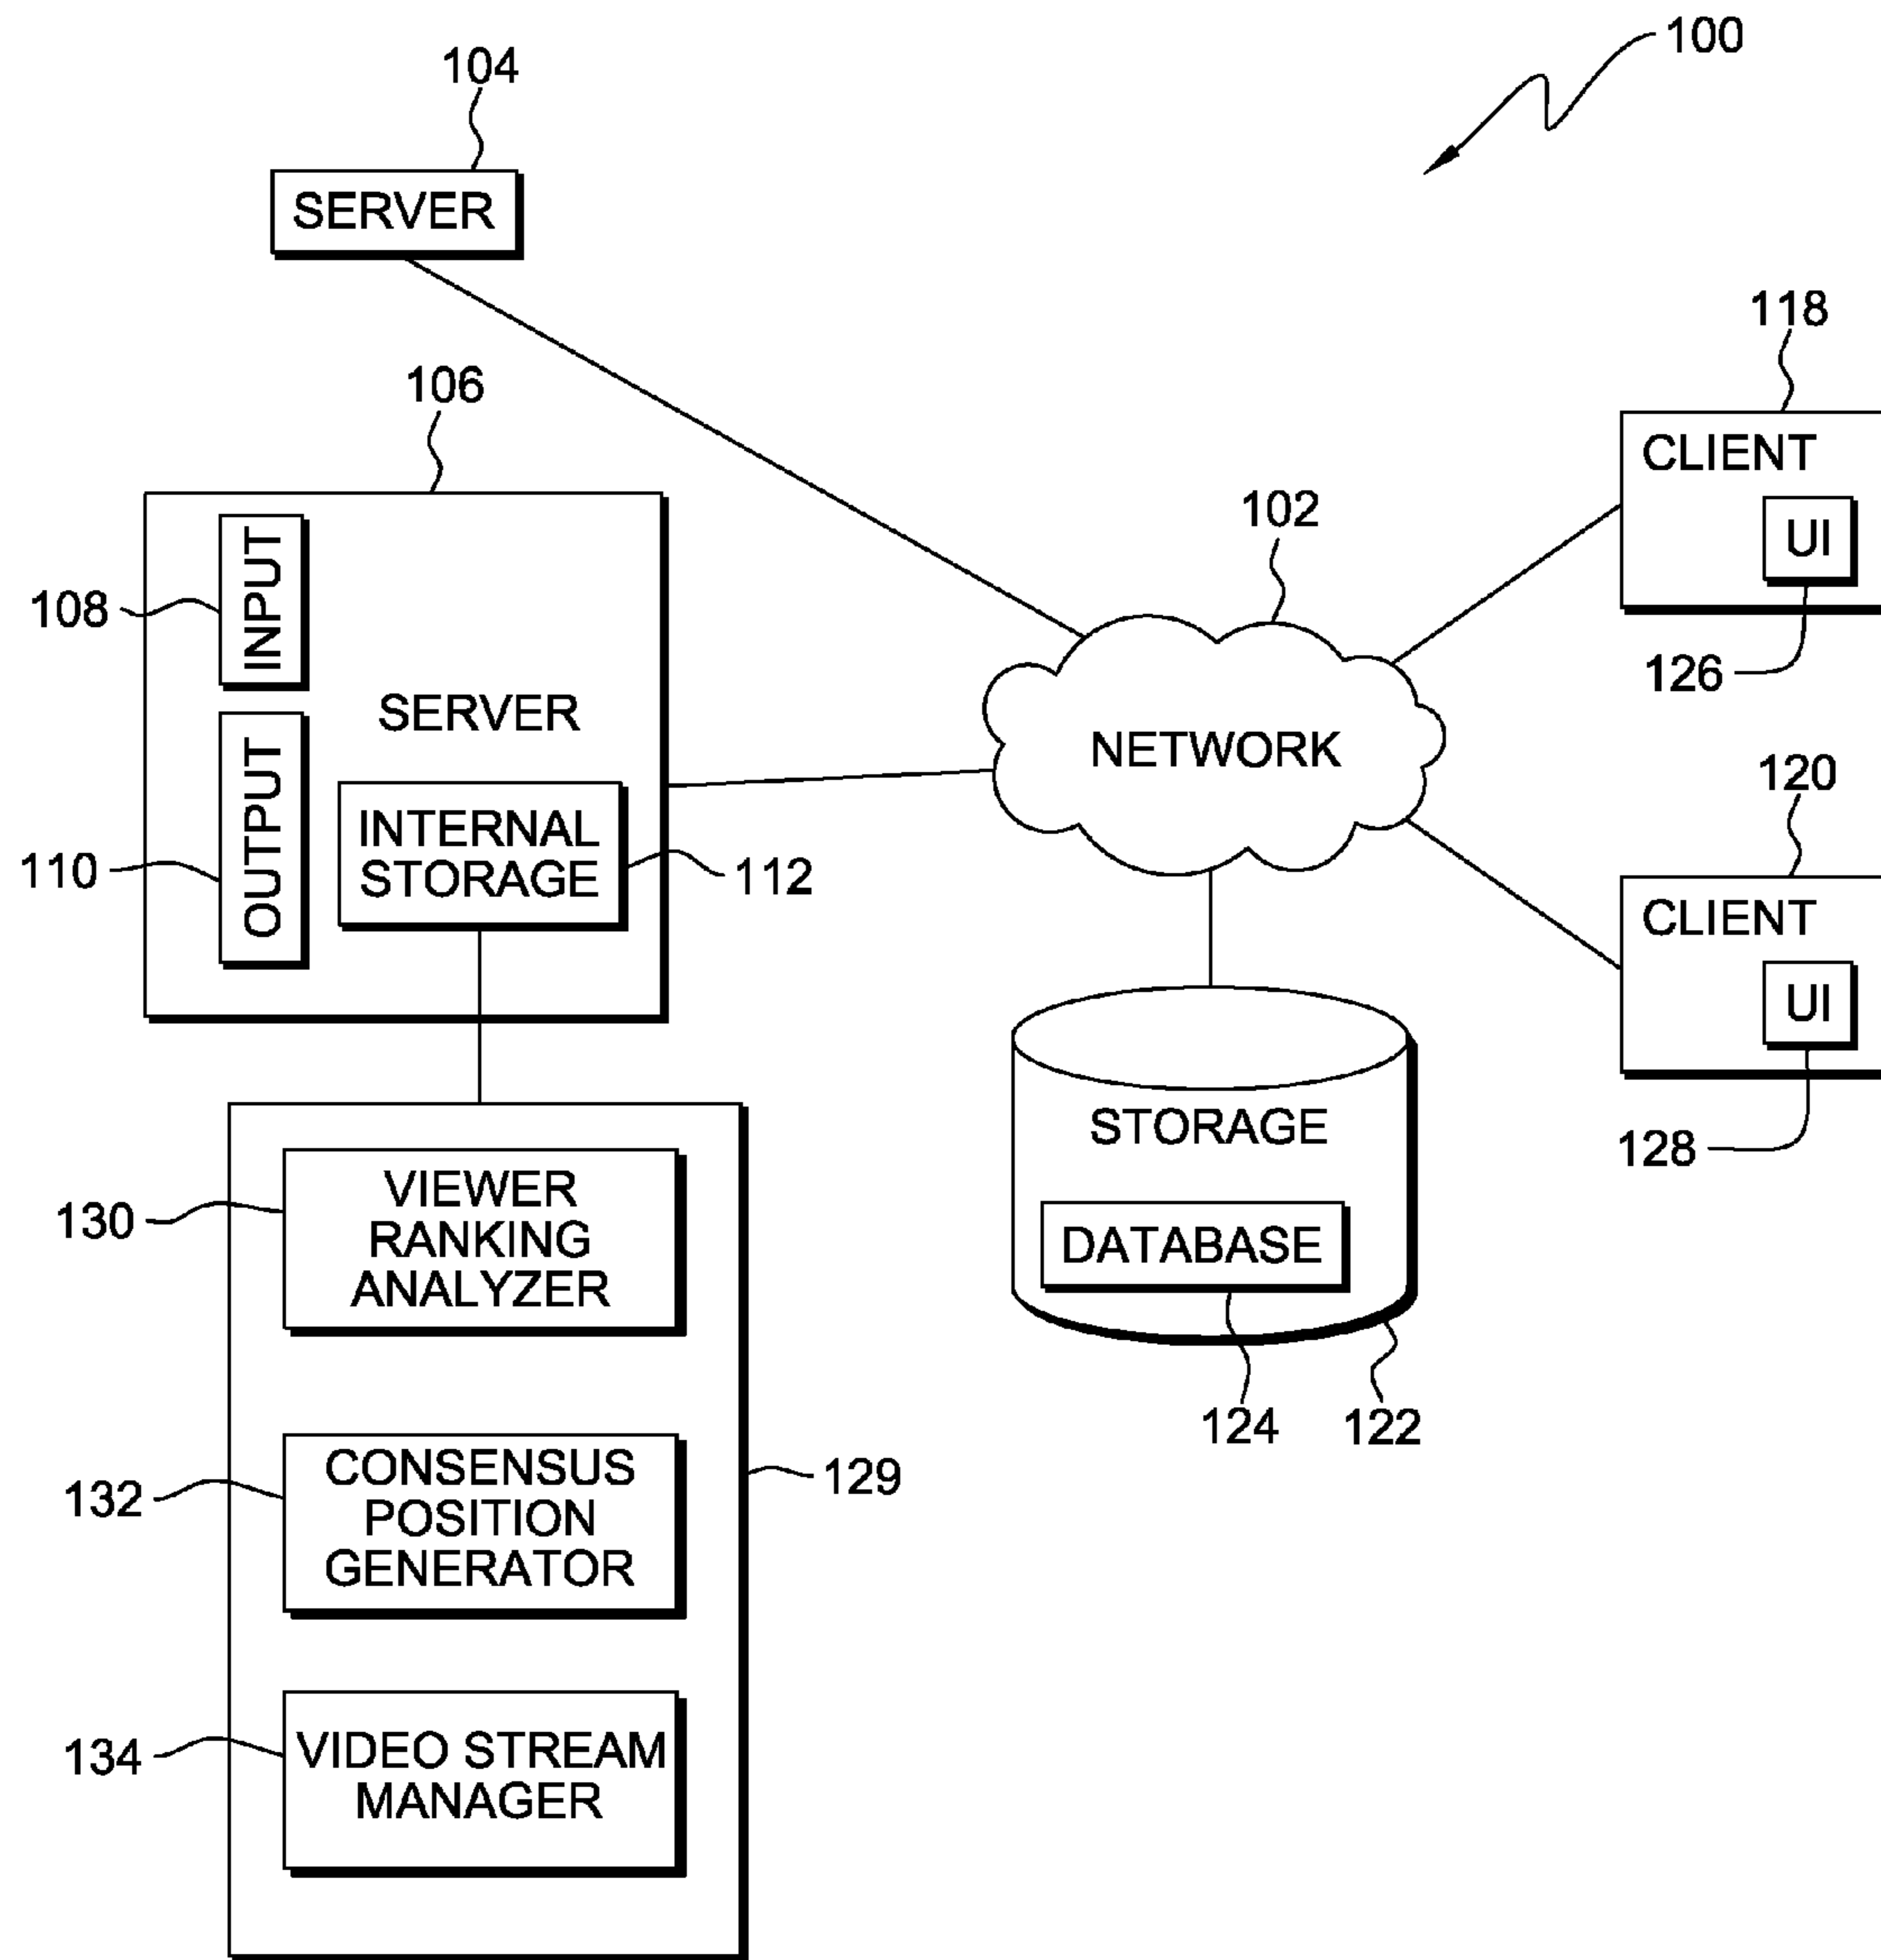 100
104
SERVER
118
106
CLIENT
102
UI
INPUT
108
126
SERVER
NETWORK
120
OUTPUT
INTERNAL
STORAGE
110
112
CLIENT
UI
STORAGE
128
VIEWER
RANKING
ANALYZER
130
DATABASE
124
122
CONSENSUS
POSITION
GENERATOR
129
132
VIDEO STREAM
MANAGER
134